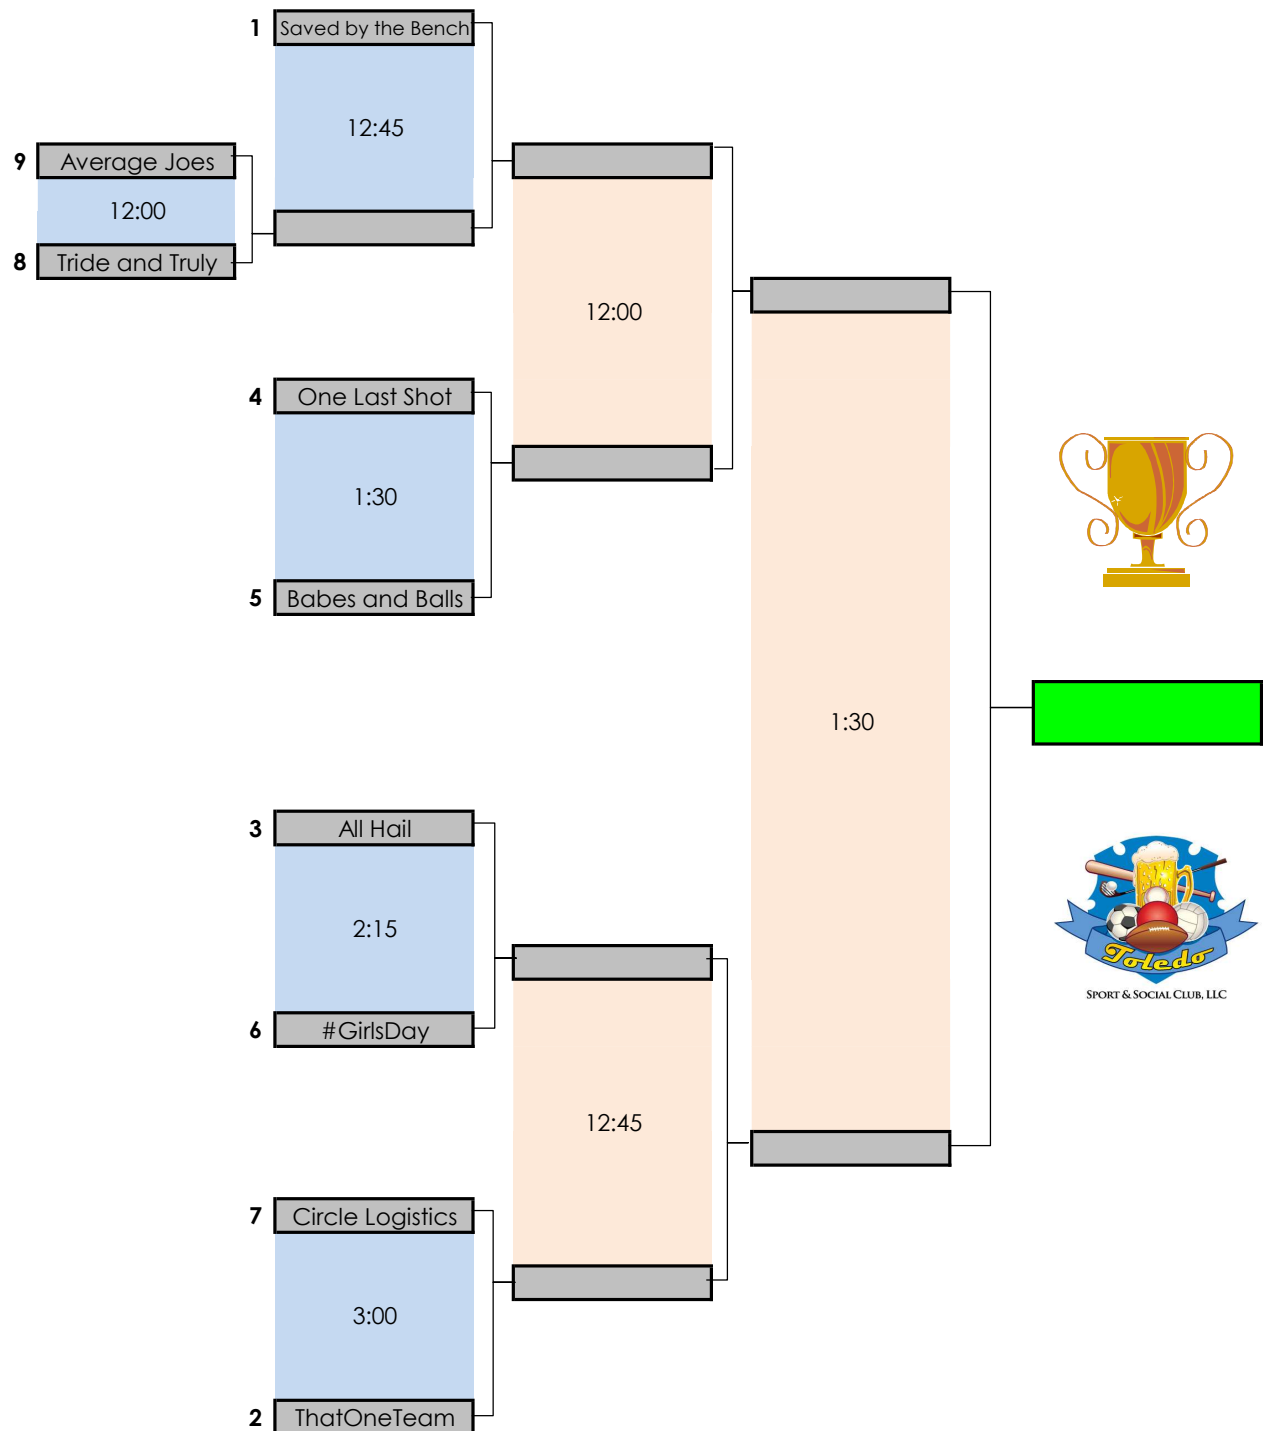 1 Saved by the Bench
12:45
9 Average Joes
12:00
8 Tride and Truly
12:00
4 One Last Shot
1:30
5 Babes and Balls
1:30
3 All Hail
2:15
6 #GirlsDay
12:45
7 Circle Logistics
3:00
2 ThatOneTeam
Toledo
SPORT & SOCIAL CLUB, LLC